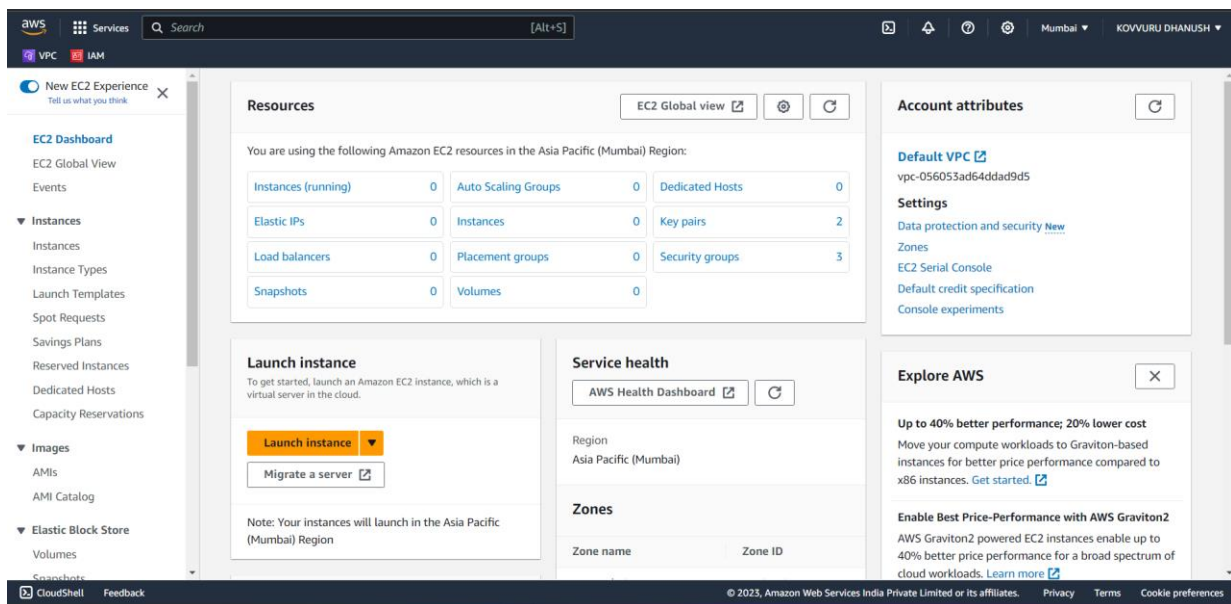 aws
Services
Search
[Alt+S]
Mumbai
KOVVURU DHANUSH
VPC
IAM
New EC2 Experience
Tell us what you think
EC2 Dashboard
EC2 Global View
Events
Instances
Instances
Instance Types
Launch Templates
Spot Requests
Savings Plans
Reserved Instances
Dedicated Hosts
Capacity Reservations
Images
AMIs
AMI Catalog
Elastic Block Store
Volumes
Snapshots
Resources
EC2 Global view
You are using the following Amazon EC2 resources in the Asia Pacific (Mumbai) Region:
Instances (running) 0
Auto Scaling Groups 0
Dedicated Hosts 0
Elastic IPs 0
Instances 0
Key pairs 2
Load balancers 0
Placement groups 0
Security groups 3
Snapshots 0
Volumes 0
Launch instance
To get started, launch an Amazon EC2 instance, which is a
virtual server in the cloud.
Launch instance
Migrate a server
Note: Your instances will launch in the Asia Pacific
(Mumbai) Region
Service health
AWS Health Dashboard
Region
Asia Pacific (Mumbai)
Zones
Zone name
Zone ID
Account attributes
Default VPC
vpc-056053ad64ddad9d5
Settings
Data protection and security New
Zones
EC2 Serial Console
Default credit specification
Console experiments
Explore AWS
Up to 40% better performance; 20% lower cost
Move your compute workloads to Graviton-based
instances for better price performance compared to
x86 instances. Get started.
Enable Best Price-Performance with AWS Graviton2
AWS Graviton2 powered EC2 instances enable up to
40% better price performance for a broad spectrum of
cloud workloads. Learn more
CloudShell
Feedback
© 2023, Amazon Web Services India Private Limited or its affiliates.
Privacy
Terms
Cookie preferences